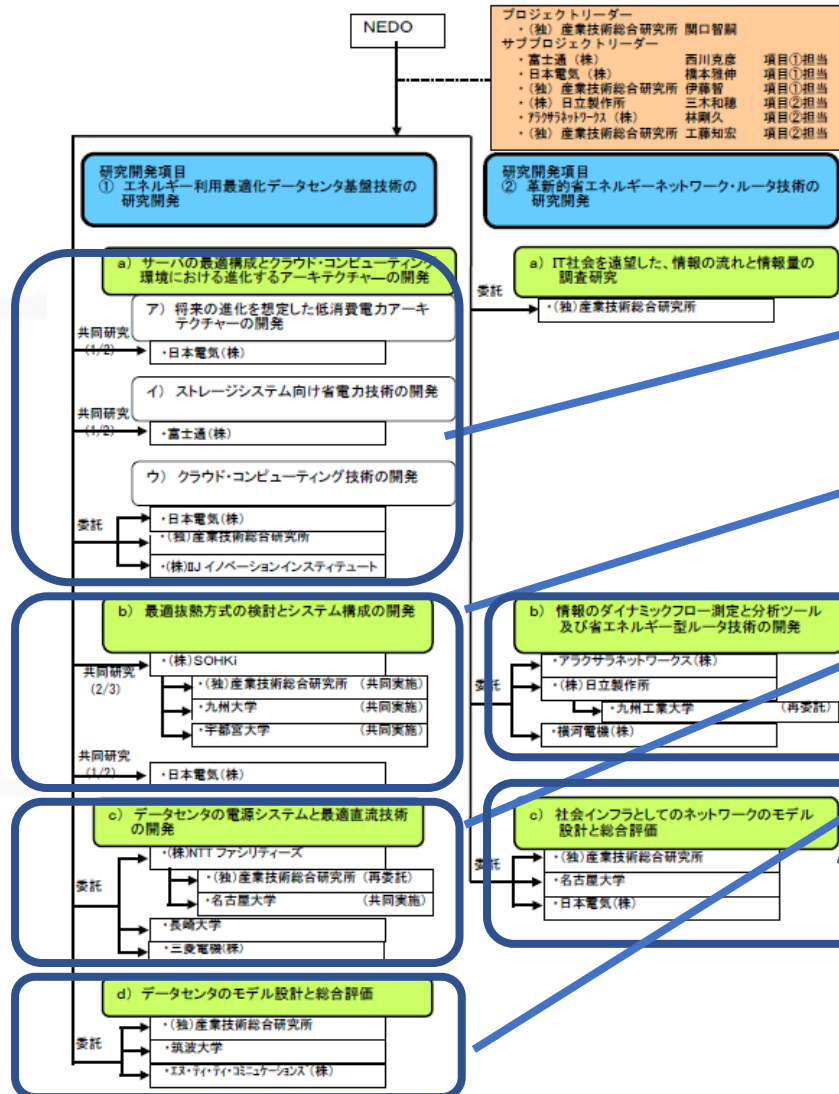 NEDO
プロジェクトリーダー
・(独) 産業技術総合研究所 関口智嗣
サブプロジェクトリーダー
・富士通 (株) 西川克彦 項目①担当
・日本電気 (株) 橋本雅伸 項目①担当
・(独) 産業技術総合研究所 伊藤智 項目①担当
・(株) 日立製作所 三木和穂 項目②担当
・アラクサラネットワークス (株) 林剛久 項目②担当
・(独) 産業技術総合研究所 工藤知宏 項目②担当
研究開発項目
① エネルギー利用最適化データセンタ基盤技術の
研究開発
a) サーバの最適構成とクラウド・コンピューティング
環境における進化するアーキテクチャーの開発
ア) 将来の進化を想定した低消費電力アーキ
テクチャーの開発
共同研究
(1/2)
・日本電気(株)
イ) ストレージシステム向け省電力技術の開発
共同研究
(1/2)
・富士通(株)
ウ) クラウド・コンピューティング技術の開発
委託
・日本電気(株)
・(独)産業技術総合研究所
・(株)IIJ イノベーションインスティテュート
b) 最適抜熱方式の検討とシステム構成の開発
共同研究
(2/3)
・(株)SOHKi
・(独)産業技術総合研究所 (共同実施)
・九州大学 (共同実施)
・宇都宮大学 (共同実施)
共同研究
(1/2)
・日本電気(株)
c) データセンタの電源システムと最適直流技術
の開発
委託
・(株)NTT ファシリティーズ
・(独)産業技術総合研究所 (再委託)
・名古屋大学 (共同実施)
・長崎大学
・三菱電機(株)
d) データセンタのモデル設計と総合評価
委託
・(独)産業技術総合研究所
・筑波大学
・エヌ・ティ・ティ・コミュニケーションズ(株)
研究開発項目
② 革新的省エネルギーネットワーク・ルータ技術の
研究開発
a) IT社会を遠望した、情報の流れと情報量の
調査研究
委託
・(独)産業技術総合研究所
b) 情報のダイナミックフロー測定と分析ツール
及び省エネルギー型ルータ技術の開発
委託
・アラクサラネットワークス(株)
・(株)日立製作所
・九州工業大学 (再委託)
・横河電機(株)
c) 社会インフラとしてのネットワークのモデル
設計と総合評価
委託
・(独)産業技術総合研究所
・名古屋大学
・日本電気(株)